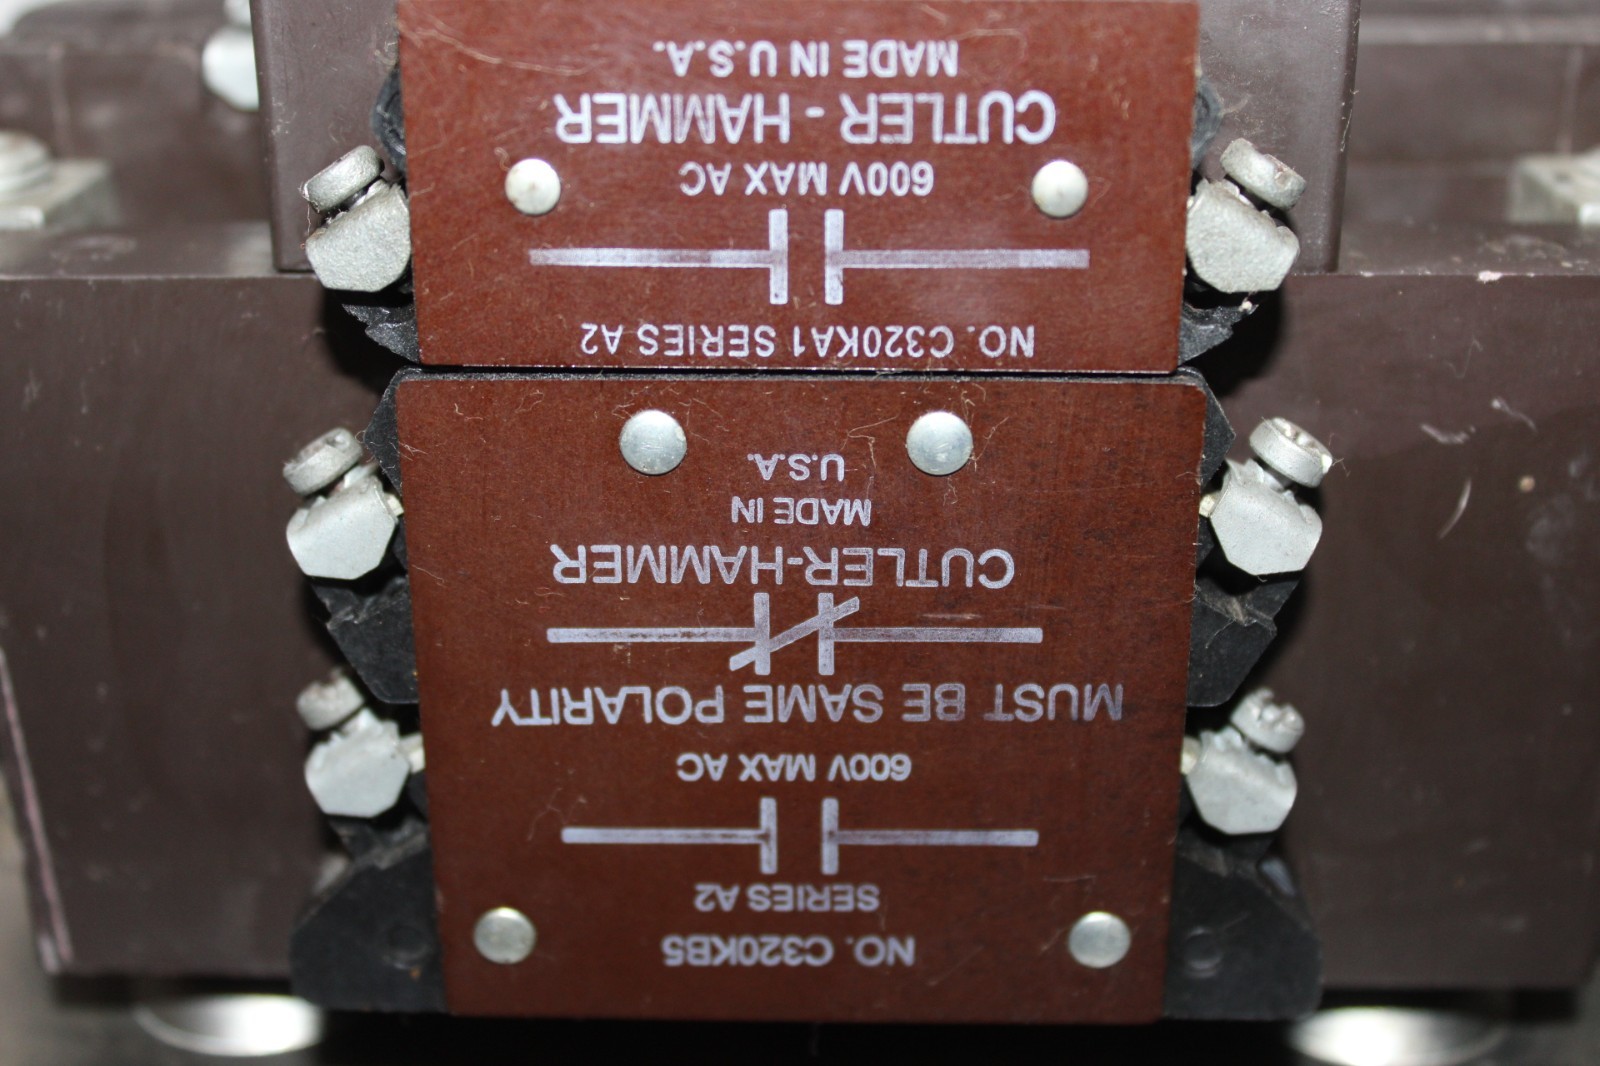 NO. C320KB5
SERIES A2
600V MAX AC
MUST BE SAME POLARITY
CUTLER-HAMMER
MADE IN
U.S.A.
NO. C320KA1 SERIES A2
600V MAX AC
CUTLER - HAMMER
MADE IN U.S.A.